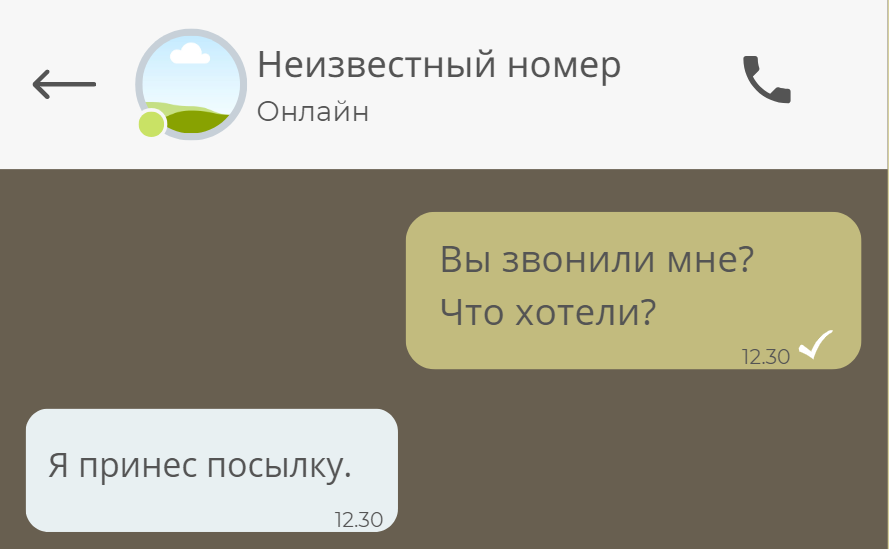 Неизвестный номер
Онлайн
Вы звонили мне?
Что хотели?
12.30
Я принес посылку.
12.30